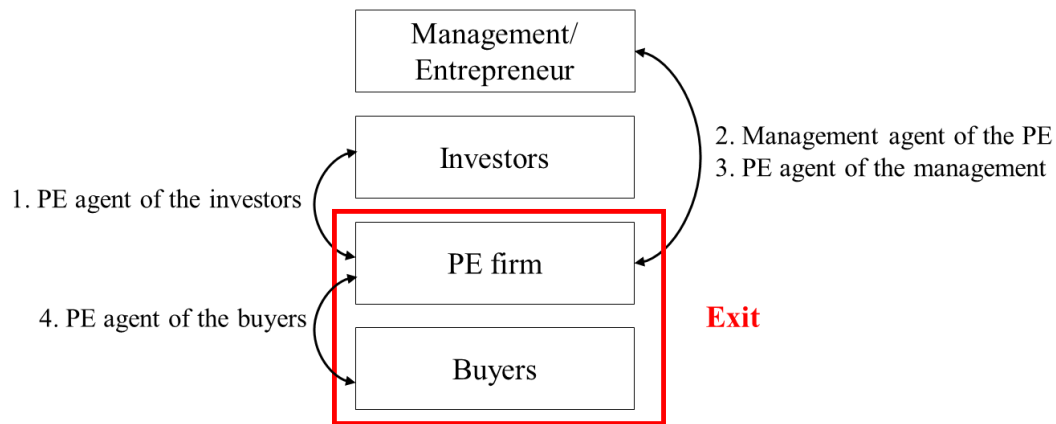 Management/
Entrepreneur
Investors
2. Management agent of the PE
3. PE agent of the management
1. PE agent of the investors
PE firm
4. PE agent of the buyers
Exit
Buyers